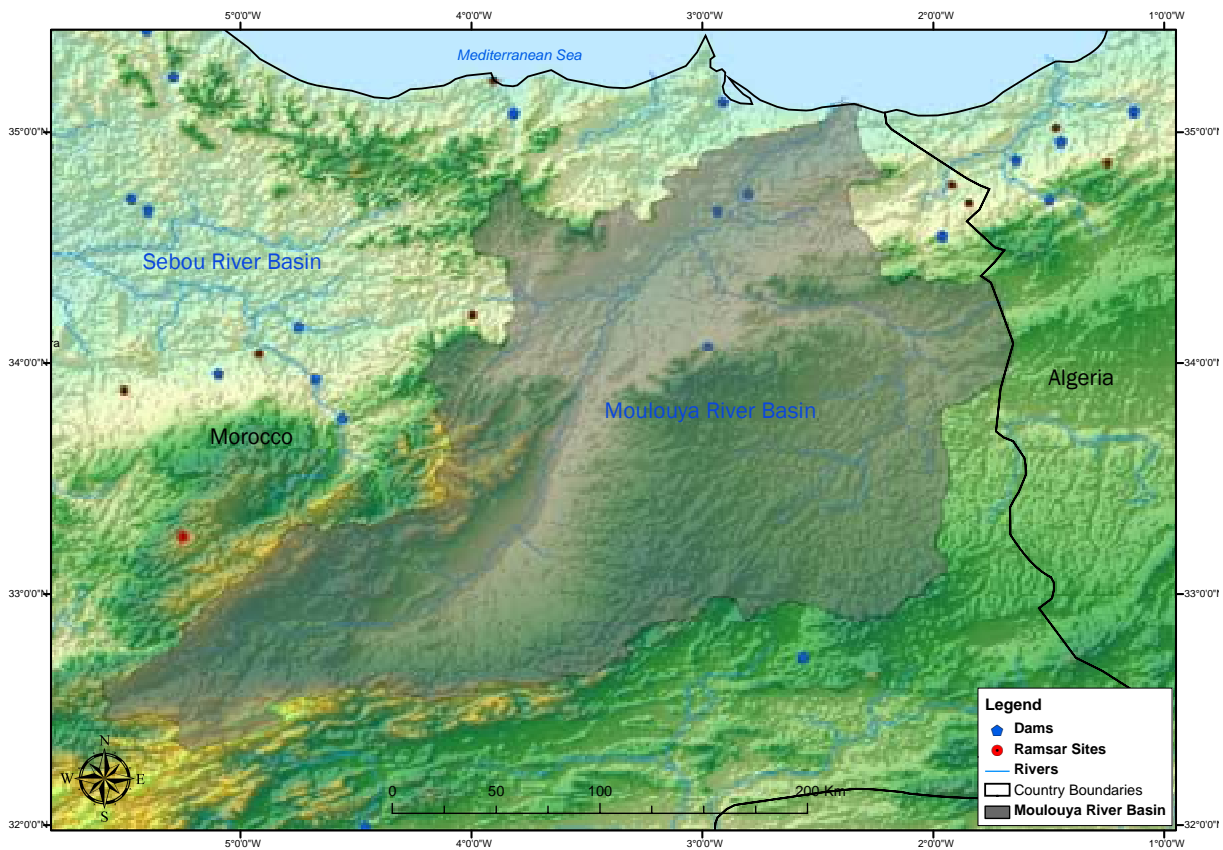 5°0'0"W 4°0'0"W 3°0'0"W 2°0'0"W 1°0'0"W
Mediterranean Sea
35°0'0"N 35°0'0"N
Sebou River Basin
ra
34°0'0"N 34°0'0"N
Algeria
Moulouya River Basin
Morocco
33°0'0"N 33°0'0"N
Legend
Dams
Ramsar Sites
Rivers
Country Boundaries
Moulouya River Basin
N
W E
S
0 50 100 200 Km
32°0'0"N 32°0'0"N
5°0'0"W 4°0'0"W 3°0'0"W 2°0'0"W 1°0'0"W